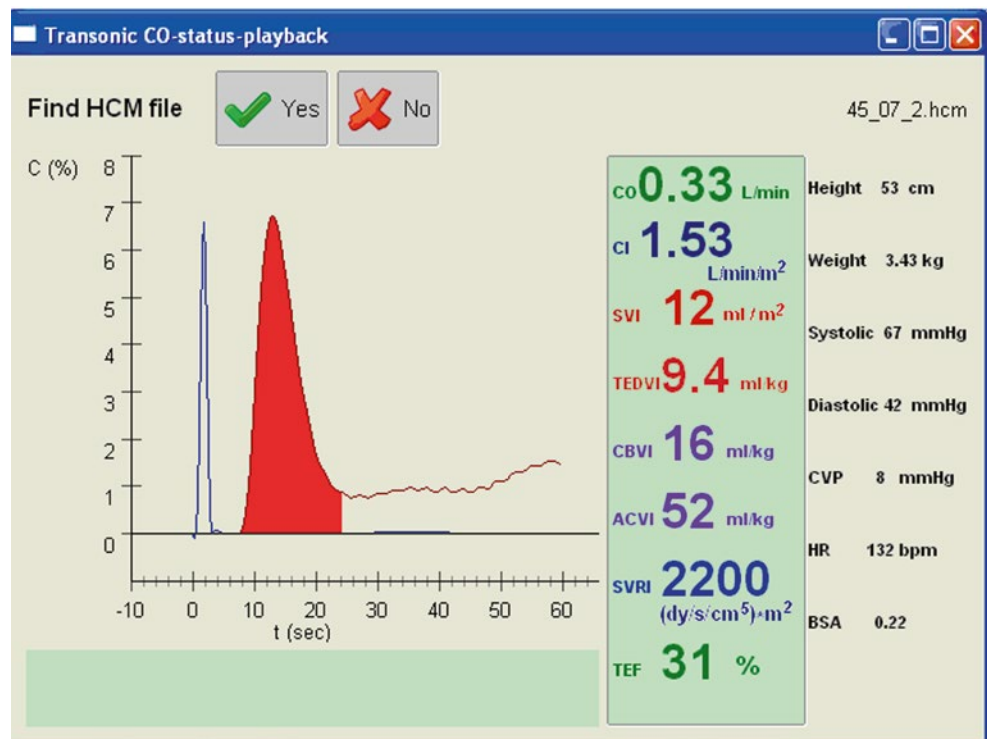 Transonic CO-status-playback
Find HCM file
Yes
No
45_07_2.hcm
C (%)
8
7
6
5
4
3
2
1
0
-10 0 10 20 30 40 50 60
t (sec)
CO 0.33 L/min
CI 1.53
L/min/m²
SVI 12 ml/m²
TEDVI 9.4 ml/kg
CBVI 16 ml/kg
ACVI 52 ml/kg
SVRI 2200
(dy/s/cm⁵)*m²
TEF 31 %
Height 53 cm
Weight 3.43 kg
Systolic 67 mmHg
Diastolic 42 mmHg
CVP 8 mmHg
HR 132 bpm
BSA 0.22